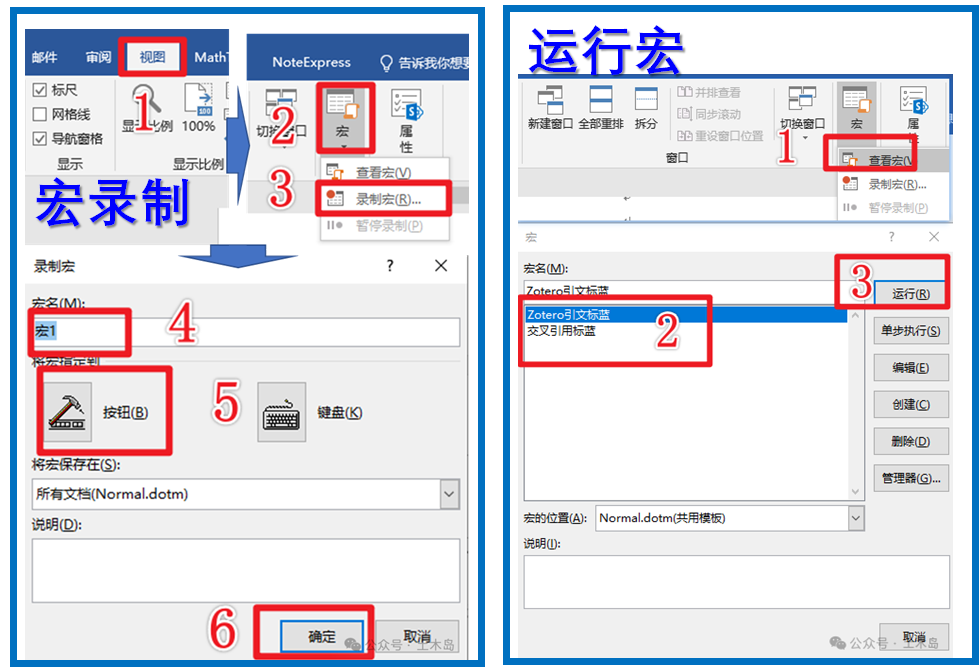 邮件 审阅 视图 Math
标尺
网格线
导航窗格
显示
显示比例 100%
显示比例
1
NoteExpress 告诉我你想要
切换窗口 宏 属性
2
查看宏(V)
3
录制宏(R)...
暂停录制(P)
宏录制
录制宏 ?
宏名(M):
宏1
4
将宏指定到
按钮(B)
5
键盘(K)
将宏保存在(S):
所有文档(Normal.dotm)
说明(D):
6
确定 取消
公众号 · 土木岛
运行宏
新建窗口 全部重排 拆分
并排查看
同步滚动
重设窗口位置
窗口
切换窗口 宏 属性
1
查看宏(V)
录制宏(R)...
暂停录制(P)
宏 ?
宏名(M):
Zotero引文标蓝
3
运行(R)
Zotero引文标蓝
交叉引用标蓝
2
单步执行(S)
编辑(E)
创建(C)
删除(D)
管理器(G)...
宏的位置(A): Normal.dotm(共用模板)
说明(I):
取消
公众号 · 土木岛